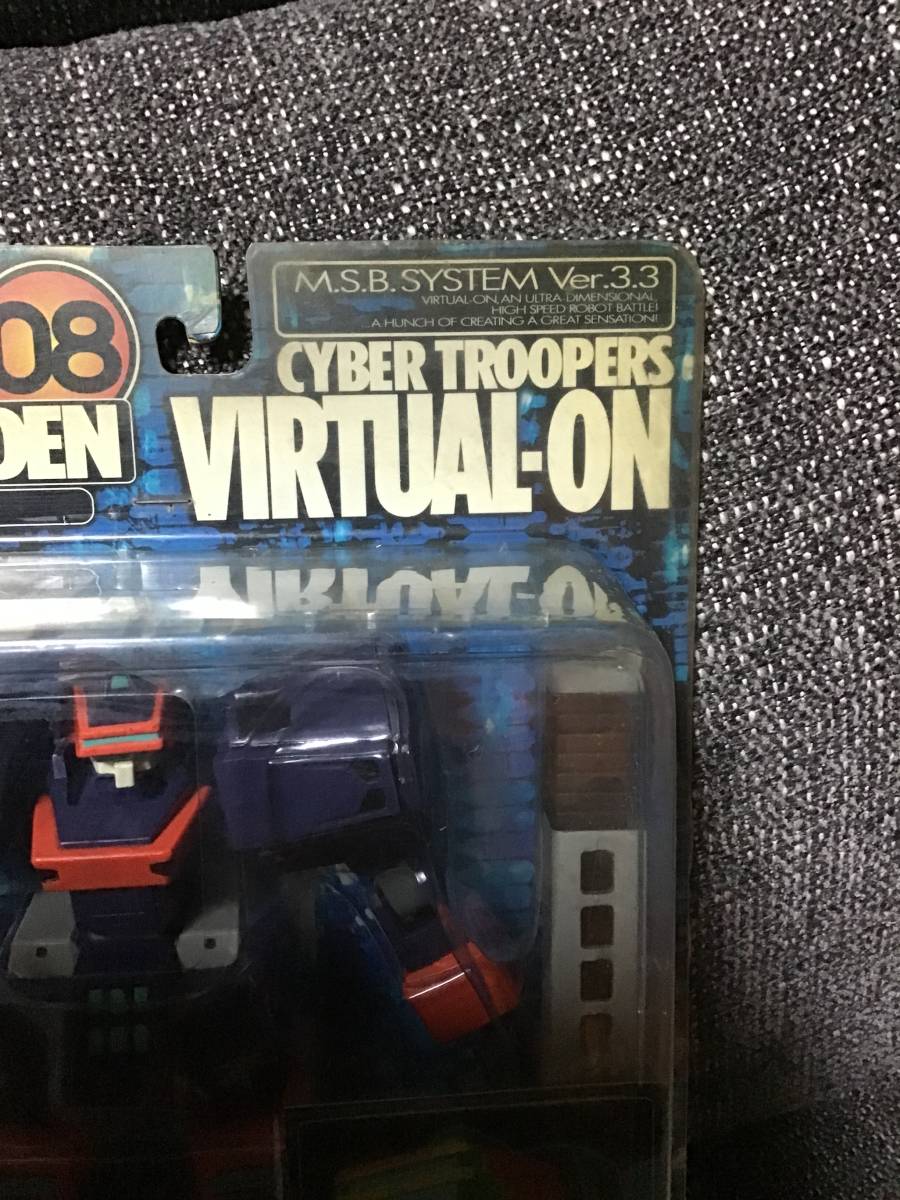 M.S.B. SYSTEM Ver.3.3
VIRTUAL-ON, AN ULTRA-DIMENSIONAL
HIGH SPEED ROBOT BATTLE!
A HUNCH OF CREATING A GREAT SENSATION!
08
DEN
CYBER TROOPERS
VIRTUAL-ON